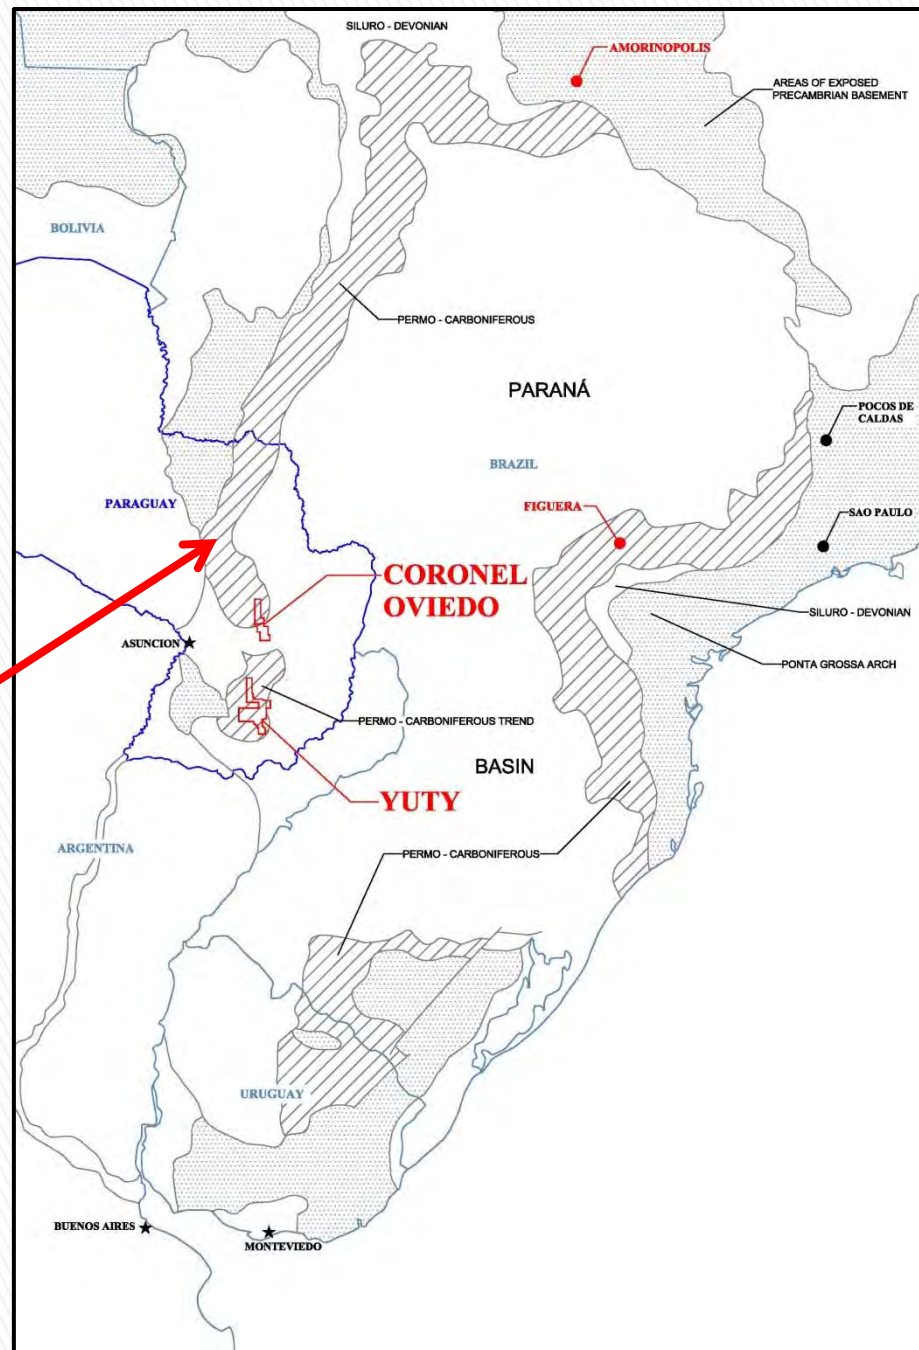 SILURO - DEVONIAN
AMORINOPOLIS
AREAS OF EXPOSED
PRECAMBRIAN BASEMENT
BOLIVIA
PERMO - CARBONIFEROUS
PARANÁ
POCOS DE
CALDAS
BRAZIL
PARAGUAY
FIGUERA
SAO PAULO
CORONEL
OVIEDO
SILURO - DEVONIAN
ASUNCION
PONTA GROSSA ARCH
PERMO - CARBONIFEROUS TREND
BASIN
YUTY
ARGENTINA
PERMO - CARBONIFEROUS
URUGUAY
BUENOS AIRES
MONTEVIEDO